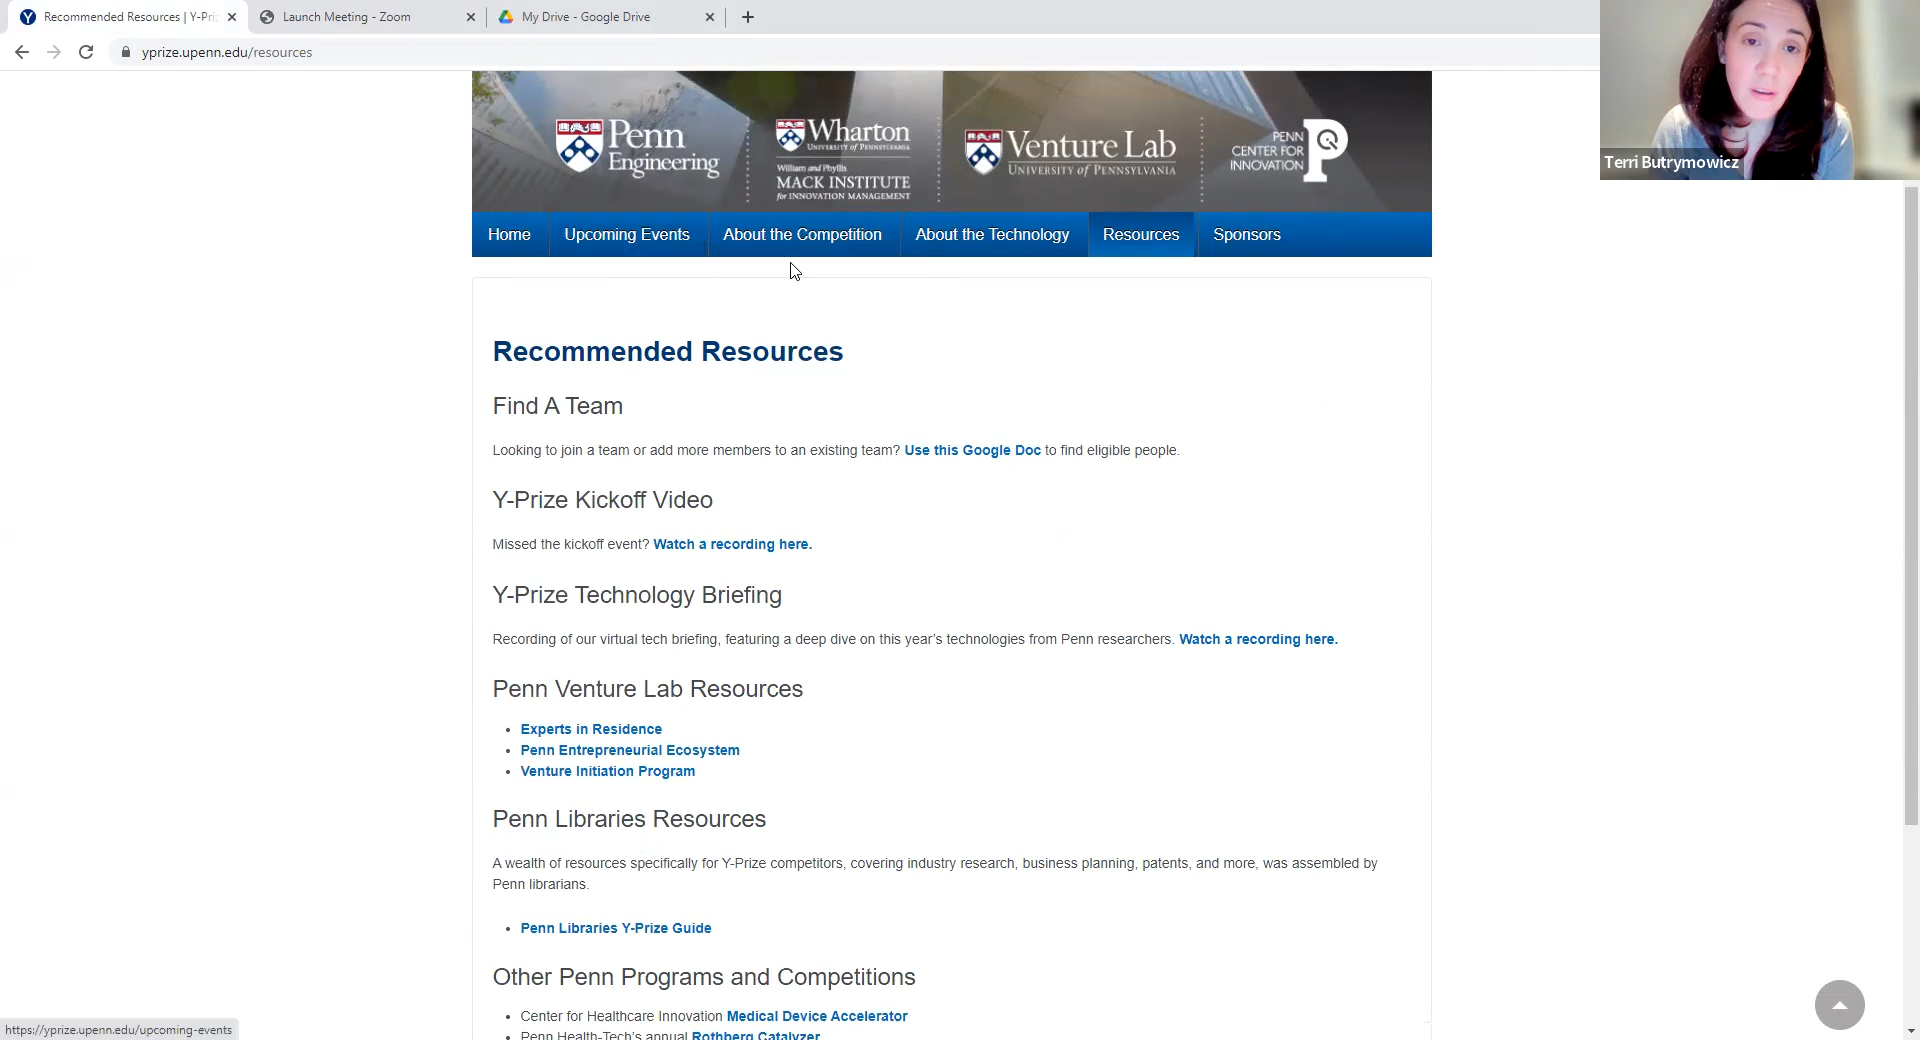 Recommended Resources | Y-Pri
Launch Meeting - Zoom
My Drive - Google Drive
yprize.upenn.edu/resources
Terri Butrymowicz
Penn Engineering
Wharton
UNIVERSITY of PENNSYLVANIA
William and Phyllis
MACK INSTITUTE
for INNOVATION MANAGEMENT
Venture Lab
UNIVERSITY of PENNSYLVANIA
PENN
CENTER FOR
INNOVATION
Home
Upcoming Events
About the Competition
About the Technology
Resources
Sponsors
Recommended Resources
Find A Team
Looking to join a team or add more members to an existing team? Use this Google Doc to find eligible people.
Y-Prize Kickoff Video
Missed the kickoff event? Watch a recording here.
Y-Prize Technology Briefing
Recording of our virtual tech briefing, featuring a deep dive on this year's technologies from Penn researchers. Watch a recording here.
Penn Venture Lab Resources
• Experts in Residence
• Penn Entrepreneurial Ecosystem
• Venture Initiation Program
Penn Libraries Resources
A wealth of resources specifically for Y-Prize competitors, covering industry research, business planning, patents, and more, was assembled by
Penn librarians.
• Penn Libraries Y-Prize Guide
Other Penn Programs and Competitions
• Center for Healthcare Innovation Medical Device Accelerator
• Penn Health-Tech's annual Rothberg Catalyzer
https://yprize.upenn.edu/upcoming-events